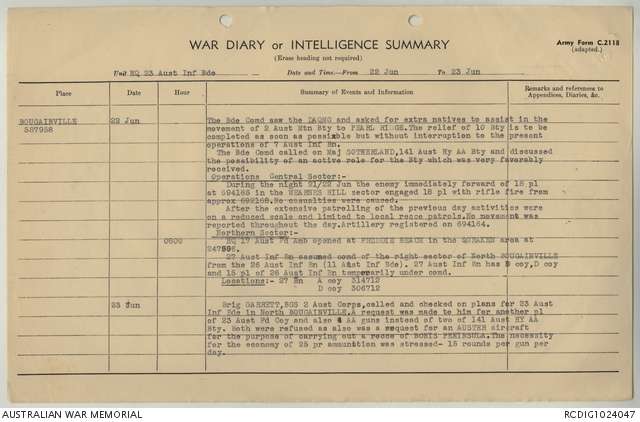 WAR DIARY or INTELLIGENCE SUMMARY
(Erase heading not required)
Army Form C.2118
(adapted.)
Unit HQ 23 Aust Inf Bde Date and Time.—From 22 Jun To 23 Jun
Place Date Hour Summary of Events and Information Remarks and references to
Appendices, Diaries, &c.
BOUGAINVILLE 22 Jun The Bde Comd saw the DAQMG and asked for extra natives to assist in the
587958 movement of 2 Aust Mtn Bty to PEARL RIDGE.The relief of 10 Bty is to be
completed as soon as possible but without interruption to the present
operations of 7 Aust Inf Bn.
The Bde Comd called on Maj SOTHERLAND,141 Aust Hy AA Bty and discussed
the possibility of an active role for the Bty which was very favorably
received.
Operations Central Sector:-
During the night 21/22 Jun the enemy immediately forward of 18 pl
at 694165 in the WEARNES HILL sector engaged 18 pl with rifle fire from
approx 692168.No casualties were caused.
After the extensive patrolling of the previous day activities were
on a reduced scale and limited to local recce patrols.No movement was
reported throughout the day.Artillery registered on 694164.
Northern Sector:-
0600 HQ 17 Aust Fd Amb opened at FREDDIE BEACH in the SORAKEN area at
27 Aust Inf Bn assumed comd of the right sector of North BOUGAINVILLE
from the 26 Aust Inf Bn (11 Aust Inf Bde). 27 Aust Inf Bn has B coy,D coy
and 15 pl of 26 Aust Inf Bn temporarily under comd.
Locations:- 27 Bn A coy 314712
D coy 306712
23 Jun Brig GARRETT,BGS 2 Aust Corps,called and checked on plans for 23 Aust
Inf Bde in North BOUGAINVILLE.A request was made to him for another pl
of 23 Aust Fd Coy and also 4 AA guns instead of two of 141 Aust HY AA
Bty. Both were refused as also was a request for an AUSTER aircraft
for the purpose of carrying out a recce of BONIS PENINSULA.The necessity
for the economy of 25 pr ammunition was stressed- 15 rounds per gun per
day.
AUSTRALIAN WAR MEMORIAL RCDIG1024047